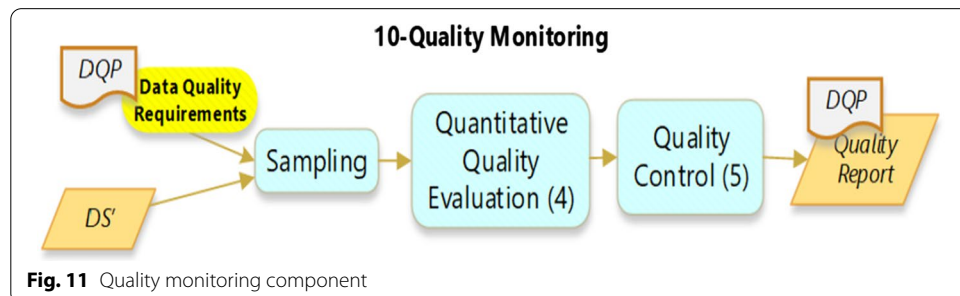 10-Quality Monitoring
DQP
Data Quality
Requirements
DS'
Sampling
Quantitative
Quality
Evaluation (4)
Quality
Control (5)
DQP
Quality
Report
Fig. 11 Quality monitoring component